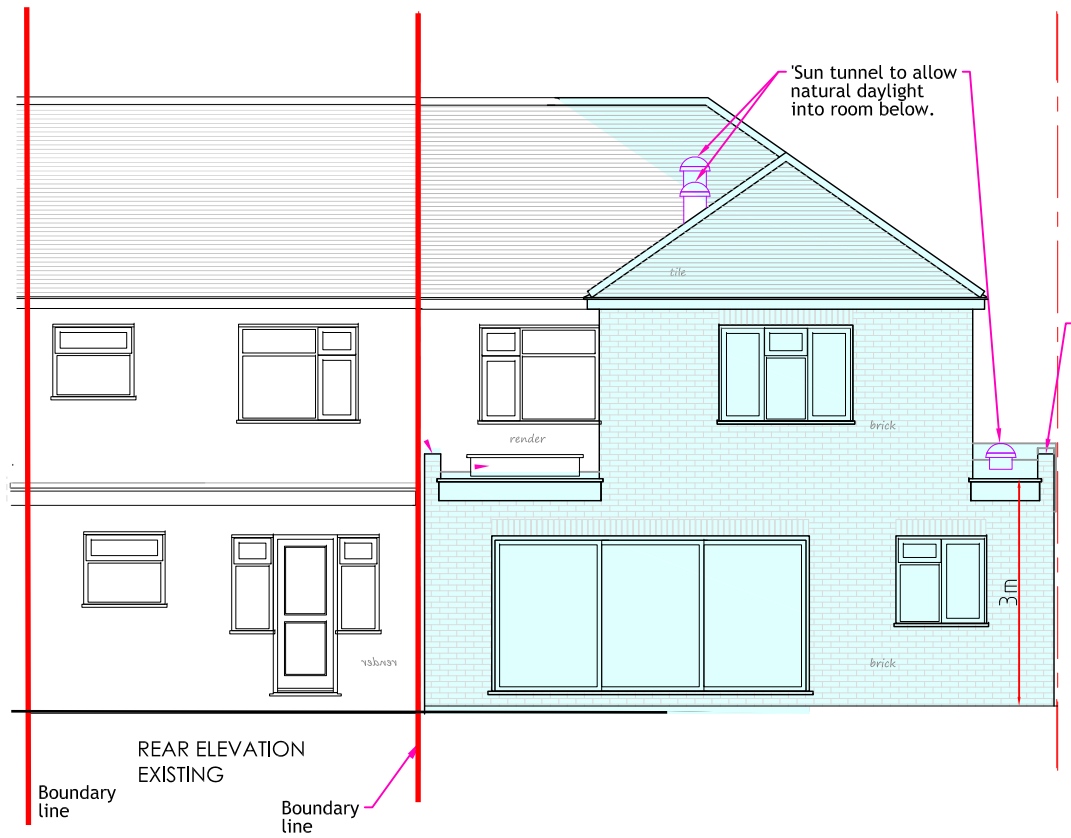 'Sun tunnel to allow
natural daylight
into room below.
tile
brick
render
3m
render
brick
REAR ELEVATION
EXISTING
Boundary
line
Boundary
line